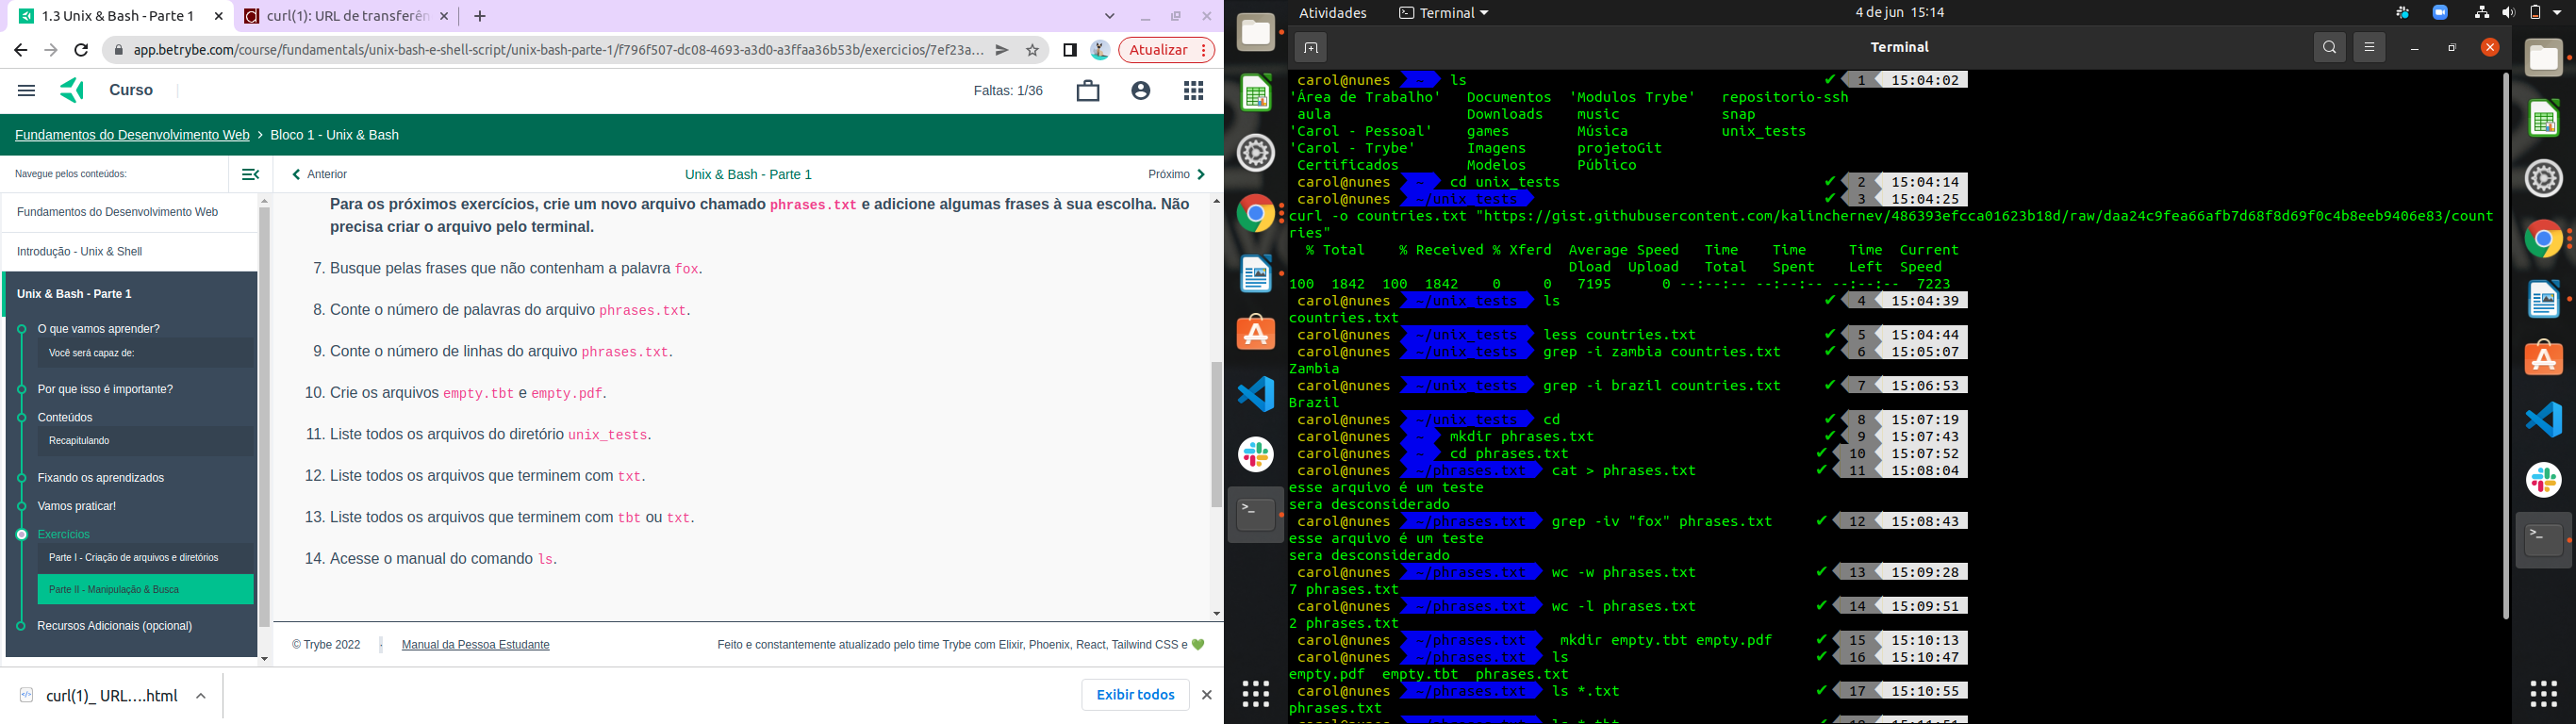 1.3 Unix & Bash - Parte 1
curl(1): URL de transferên
app.betrybe.com/course/fundamentals/unix-bash-e-shell-script/unix-bash-parte-1/f796f507-dc08-4693-a3d0-a3ffaa36b53b/exercicios/7ef23a...
Atualizar
Curso
Faltas: 1/36
Fundamentos do Desenvolvimento Web > Bloco 1 - Unix & Bash
Navegue pelos conteúdos:
Anterior
Unix & Bash - Parte 1
Próximo
Fundamentos do Desenvolvimento Web
Introdução - Unix & Shell
Unix & Bash - Parte 1
O que vamos aprender?
Você será capaz de:
Por que isso é importante?
Conteúdos
Recapitulando
Fixando os aprendizados
Vamos praticar!
Exercícios
Parte I - Criação de arquivos e diretórios
Parte II - Manipulação & Busca
Recursos Adicionais (opcional)
Para os próximos exercícios, crie um novo arquivo chamado phrases.txt e adicione algumas frases à sua escolha. Não
precisa criar o arquivo pelo terminal.
7. Busque pelas frases que não contenham a palavra fox.
8. Conte o número de palavras do arquivo phrases.txt.
9. Conte o número de linhas do arquivo phrases.txt.
10. Crie os arquivos empty.tbt e empty.pdf.
11. Liste todos os arquivos do diretório unix_tests.
12. Liste todos os arquivos que terminem com txt.
13. Liste todos os arquivos que terminem com tbt ou txt.
14. Acesse o manual do comando ls.
© Trybe 2022
Manual da Pessoa Estudante
Feito e constantemente atualizado pelo time Trybe com Elixir, Phoenix, React, Tailwind CSS e 💚
curl(1)_ URL....html
Exibir todos
Atividades
Terminal
4 de jun 15:14
Terminal
carol@nunes ~ ls ✔ 1 15:04:02
'Área de Trabalho' Documentos 'Modulos Trybe' repositorio-ssh
aula Downloads music snap
'Carol - Pessoal' games Música unix_tests
'Carol - Trybe' Imagens projetoGit
Certificados Modelos Público
carol@nunes ~ cd unix_tests ✔ 2 15:04:14
carol@nunes ~/unix_tests ✔ 3 15:04:25
curl -o countries.txt "https://gist.githubusercontent.com/kalinchernev/486393efcca01623b18d/raw/daa24c9fea66afb7d68f8d69f0c4b8eeb9406e83/count
ries"
% Total % Received % Xferd Average Speed Time Time Time Current
Dload Upload Total Spent Left Speed
100 1842 100 1842 0 0 7195 0 --:--:-- --:--:-- --:--:-- 7223
carol@nunes ~/unix_tests ls ✔ 4 15:04:39
countries.txt
carol@nunes ~/unix_tests less countries.txt ✔ 5 15:04:44
carol@nunes ~/unix_tests grep -i zambia countries.txt ✔ 6 15:05:07
Zambia
carol@nunes ~/unix_tests grep -i brazil countries.txt ✔ 7 15:06:53
Brazil
carol@nunes ~/unix_tests cd ✔ 8 15:07:19
carol@nunes ~ mkdir phrases.txt ✔ 9 15:07:43
carol@nunes ~ cd phrases.txt ✔ 10 15:07:52
carol@nunes ~/phrases.txt cat > phrases.txt ✔ 11 15:08:04
esse arquivo é um teste
sera desconsiderado
carol@nunes ~/phrases.txt grep -iv "fox" phrases.txt ✔ 12 15:08:43
esse arquivo é um teste
sera desconsiderado
carol@nunes ~/phrases.txt wc -w phrases.txt ✔ 13 15:09:28
7 phrases.txt
carol@nunes ~/phrases.txt wc -l phrases.txt ✔ 14 15:09:51
2 phrases.txt
carol@nunes ~/phrases.txt mkdir empty.tbt empty.pdf ✔ 15 15:10:13
carol@nunes ~/phrases.txt ls ✔ 16 15:10:47
empty.pdf empty.tbt phrases.txt
carol@nunes ~/phrases.txt ls *.txt ✔ 17 15:10:55
phrases.txt